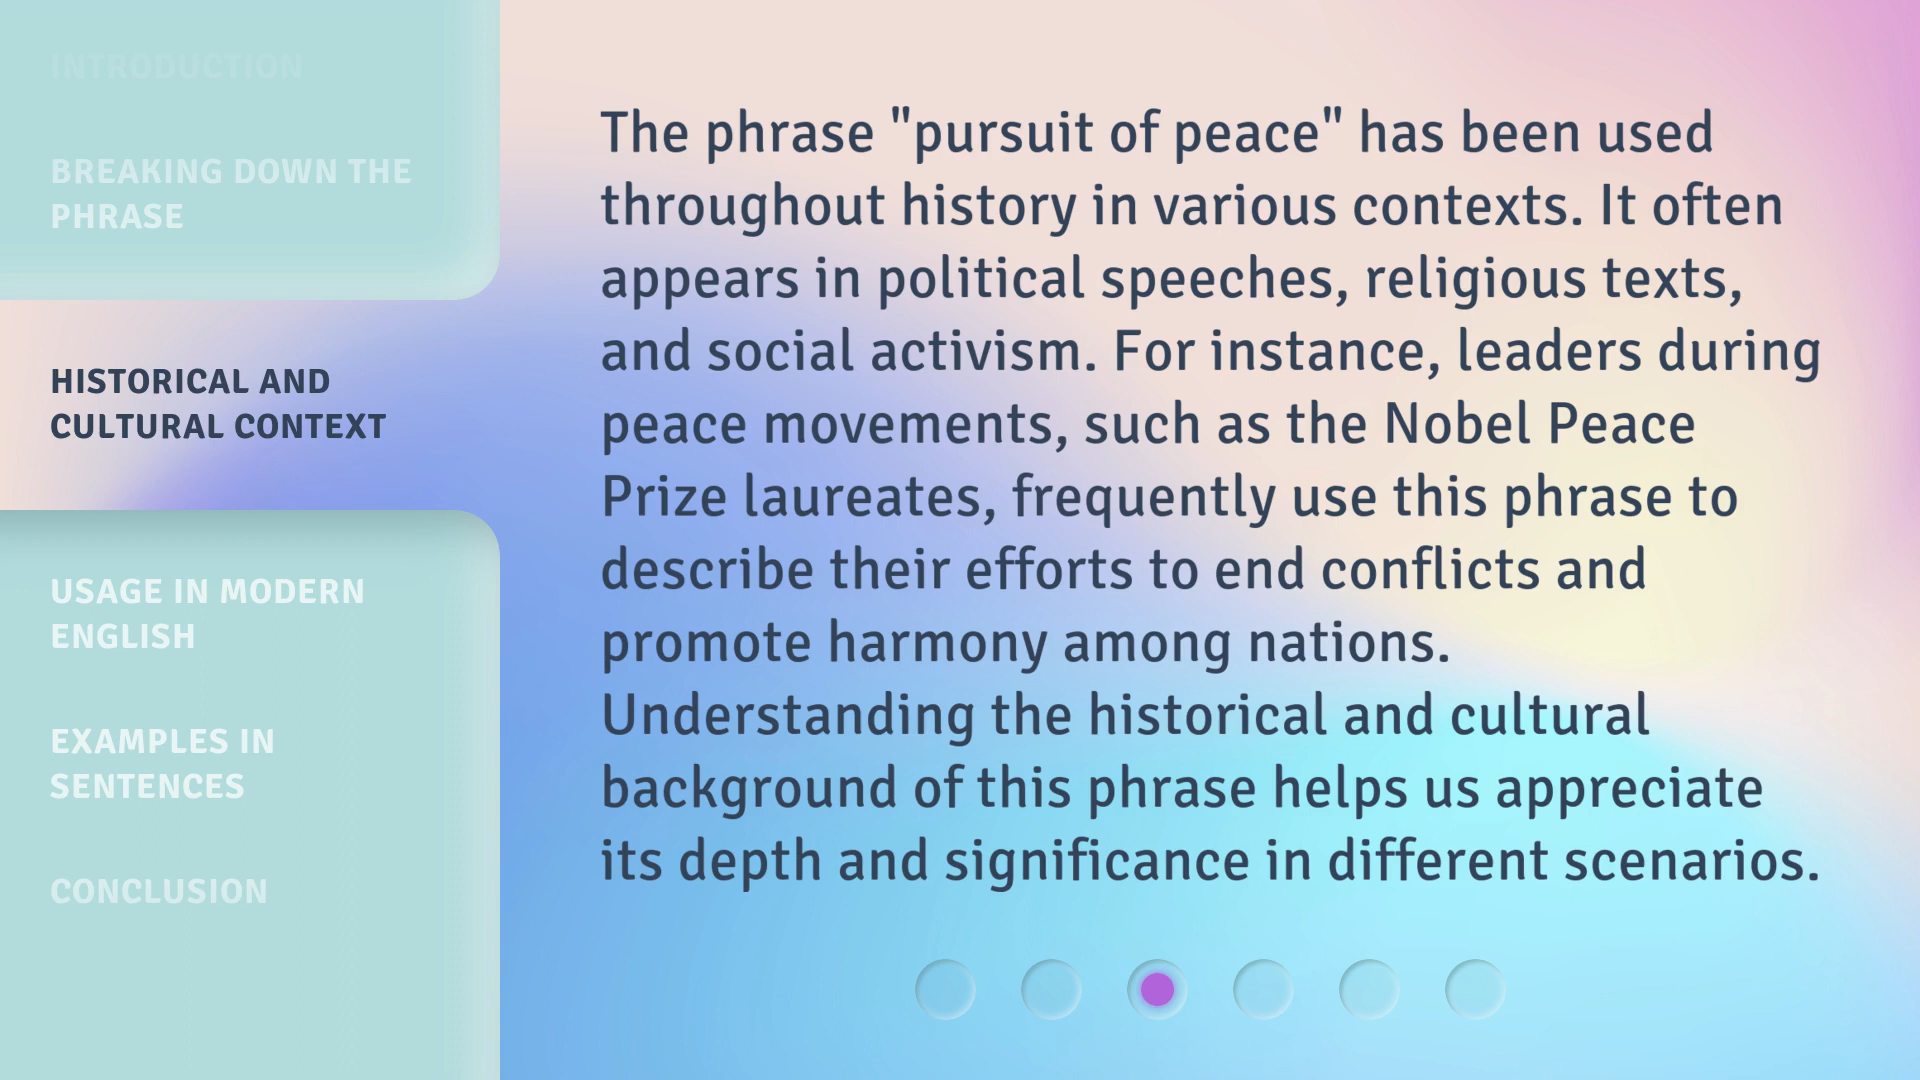 INTRODUCTION
BREAKING DOWN THE
PHRASE
HISTORICAL AND
CULTURAL CONTEXT
USAGE IN MODERN
ENGLISH
EXAMPLES IN
SENTENCES
CONCLUSION
The phrase "pursuit of peace" has been used
throughout history in various contexts. It often
appears in political speeches, religious texts,
and social activism. For instance, leaders during
peace movements, such as the Nobel Peace
Prize laureates, frequently use this phrase to
describe their efforts to end conflicts and
promote harmony among nations.
Understanding the historical and cultural
background of this phrase helps us appreciate
its depth and significance in different scenarios.